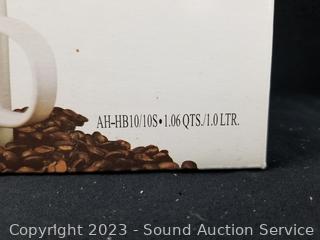 AH-HB10/10S• 1.06 QTS./1.0 LTR.
Copyright 2023 - Sound Auction Service